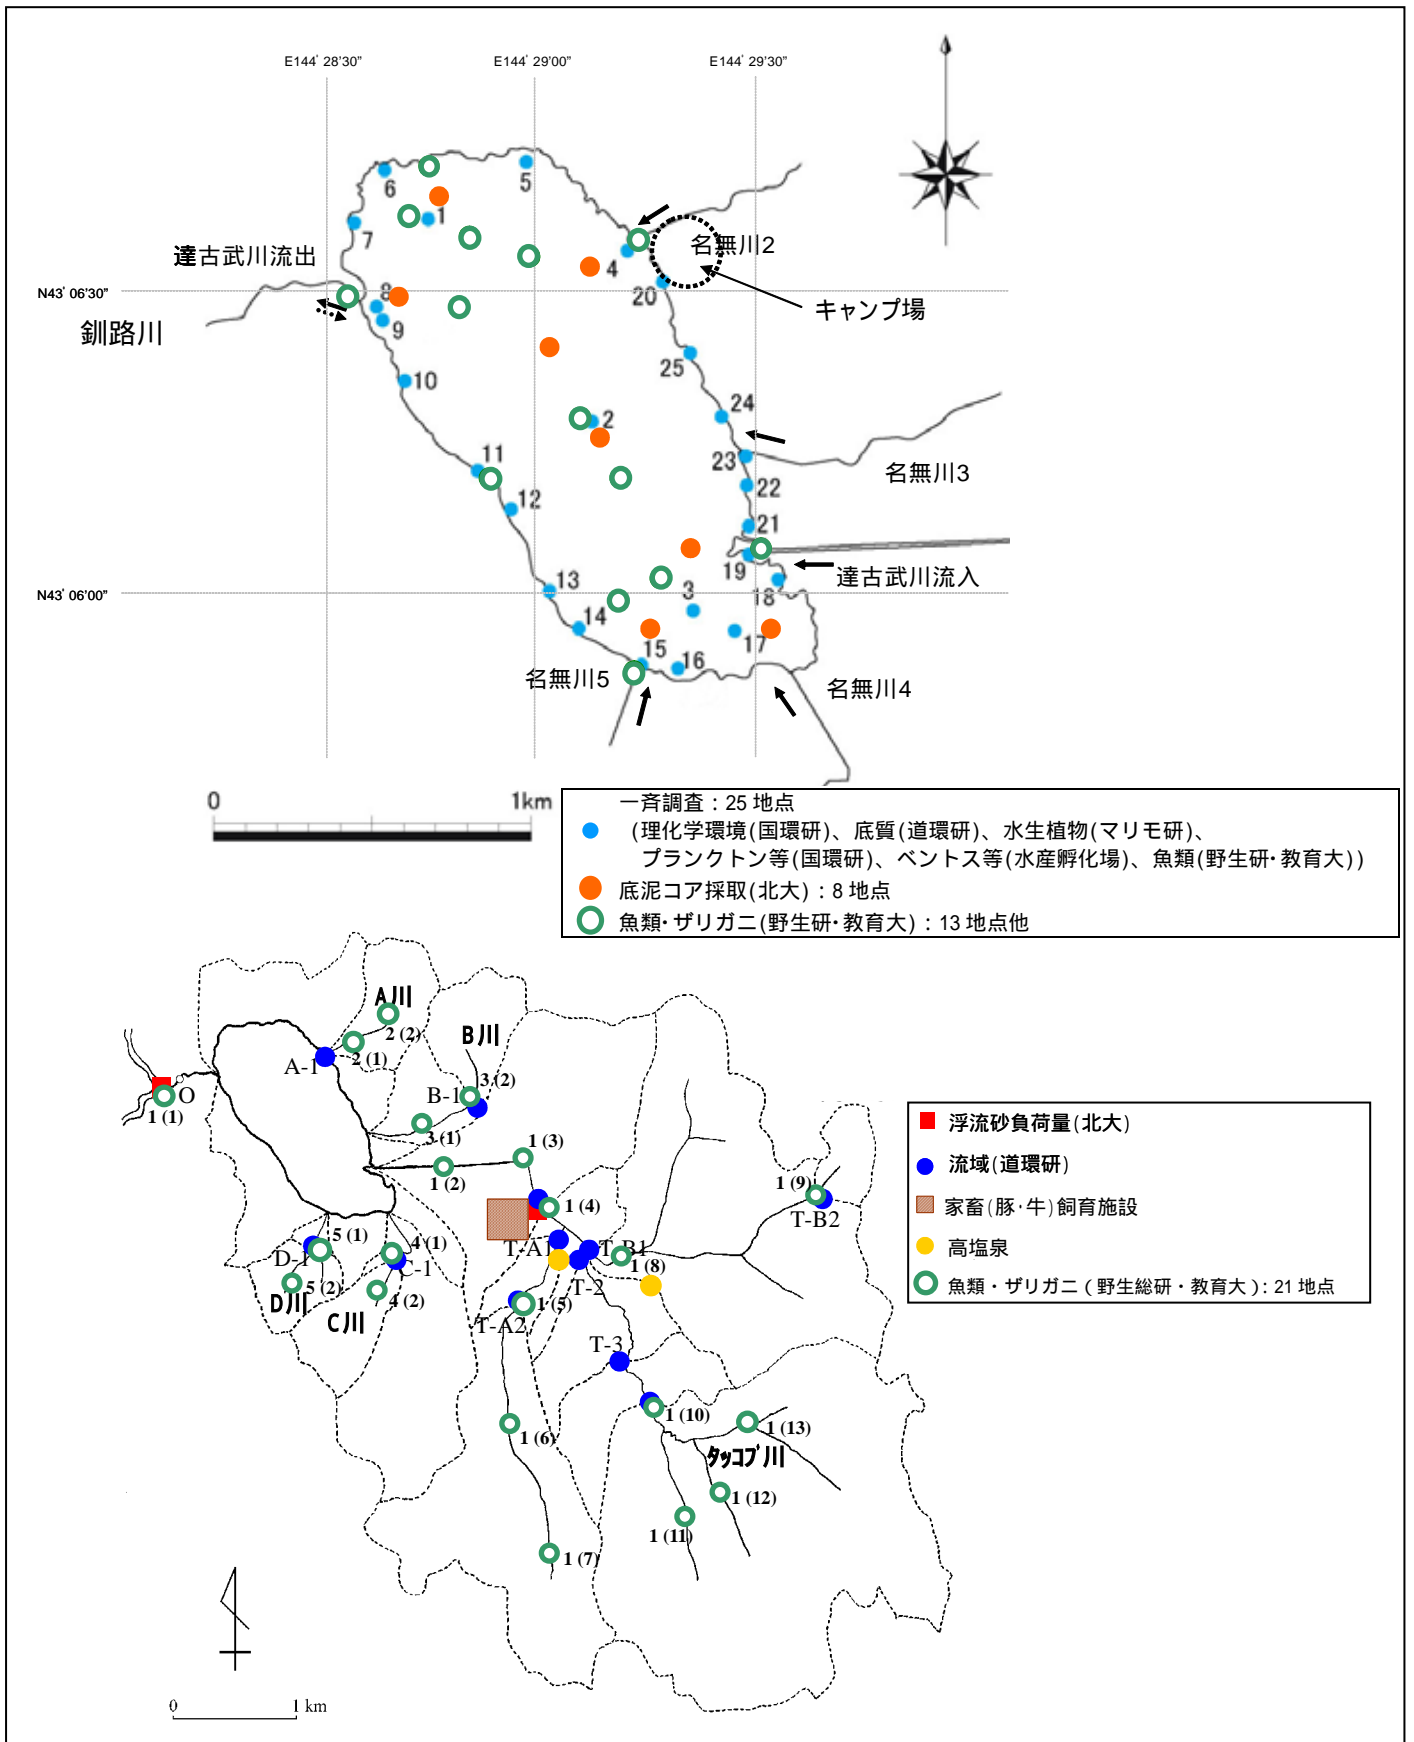 E144°28'30"
E144°29'00"
E144°29'30"
6
5
1
7
達古武川流出
4
名無川2
N43°06'30"
8
20
キャンプ場
9
釧路川
25
10
24
2
11
23
名無川3
12
22
21
19
達古武川流入
13
3
18
N43°06'00"
14
17
15
16
名無川5
名無川4
0
1km
一斉調査：25地点
(理化学環境(国環研)、底質(道環研)、水生植物(マリモ研)、
プランクトン等(国環研)、ベントス等(水産孵化場)、魚類(野生研・教育大))
底泥コア採取(北大)：8地点
魚類・ザリガニ(野生研・教育大)：13地点他
A川
2 (2)
B川
2 (1)
A-1
3 (2)
B-1
O
1 (1)
3 (1)
1 (3)
1 (2)
浮流砂負荷量(北大)
流域(道環研)
家畜(豚・牛)飼育施設
高塩泉
魚類・ザリガニ（野生総研・教育大）：21地点
1 (9)
T-B2
1 (4)
5 (1)
4 (1)
T-A1
T-B1
D-1
C-1
1 (8)
T-2
5 (2)
4 (2)
D川
C川
1 (5)
T-A2
T-3
1 (10)
1 (13)
1 (6)
タッコブ川
1 (12)
1 (11)
1 (7)
0
1 km